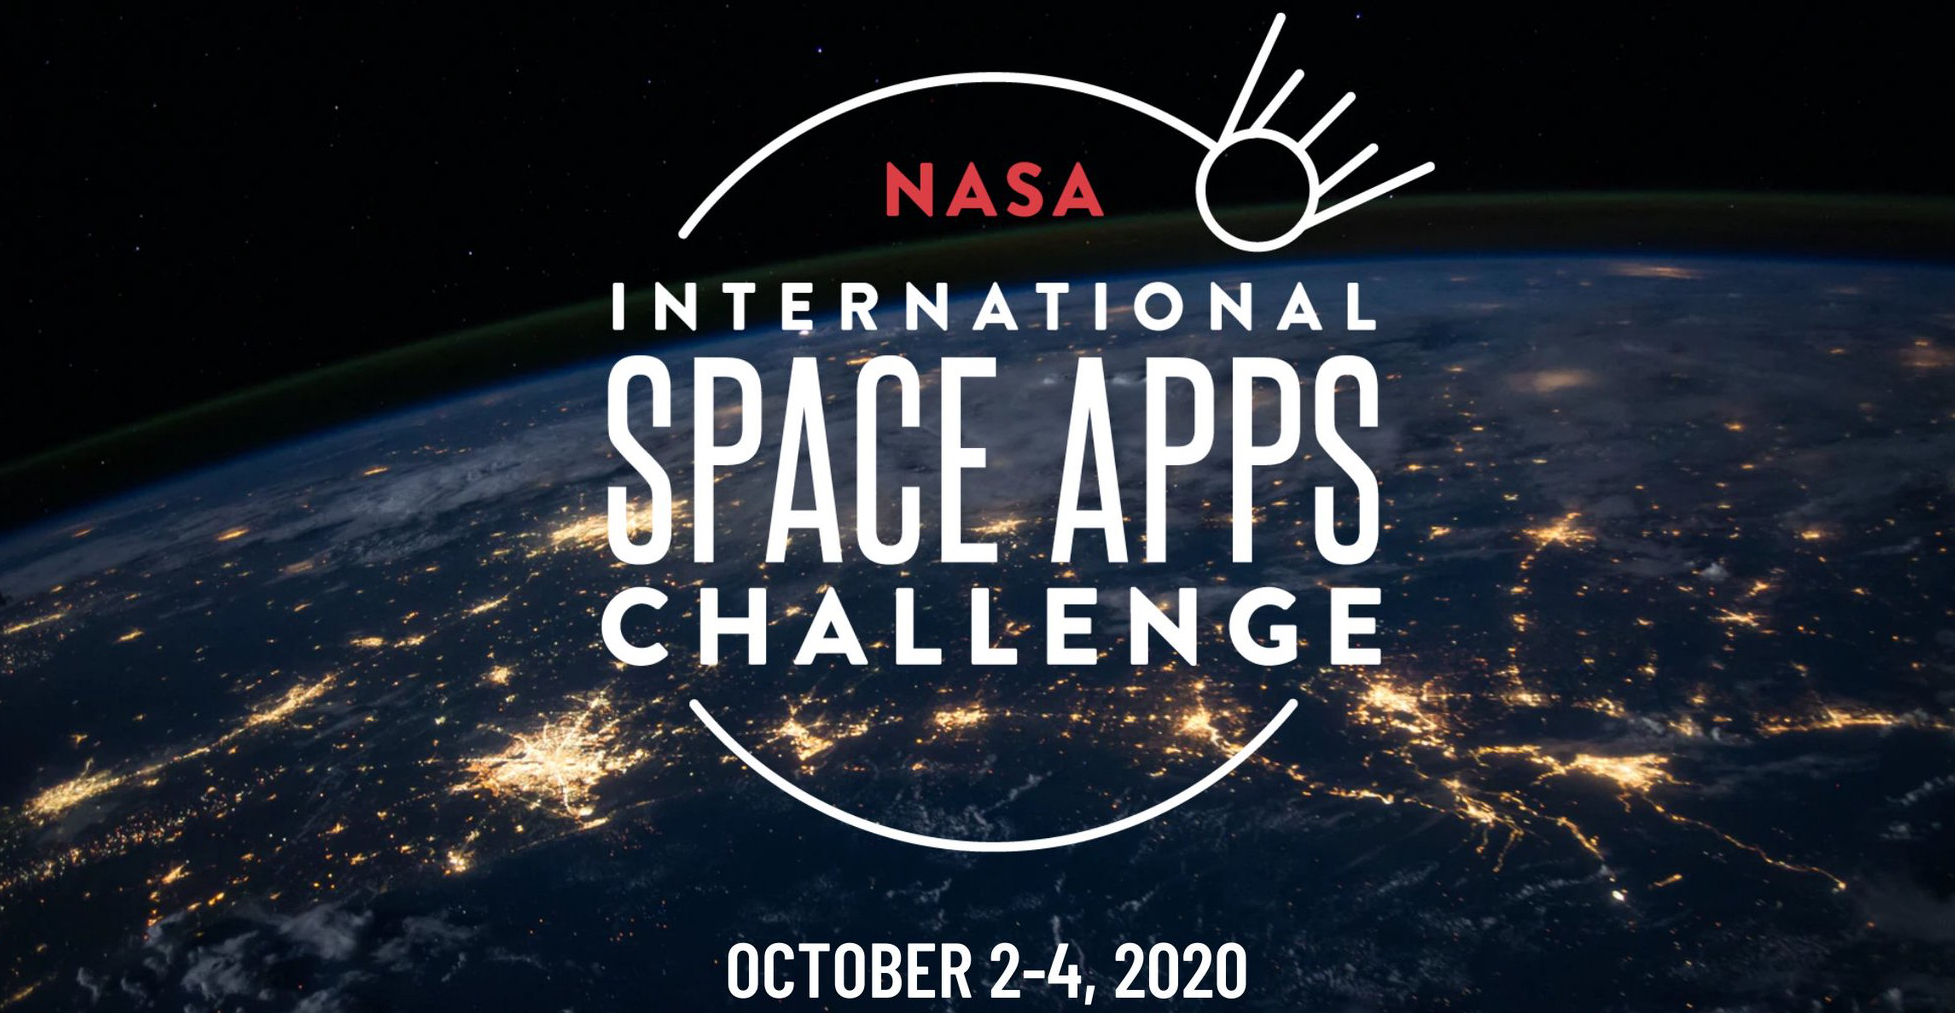 NASA
INTERNATIONAL
SPACE APPS
CHALLENGE
OCTOBER 2-4, 2020